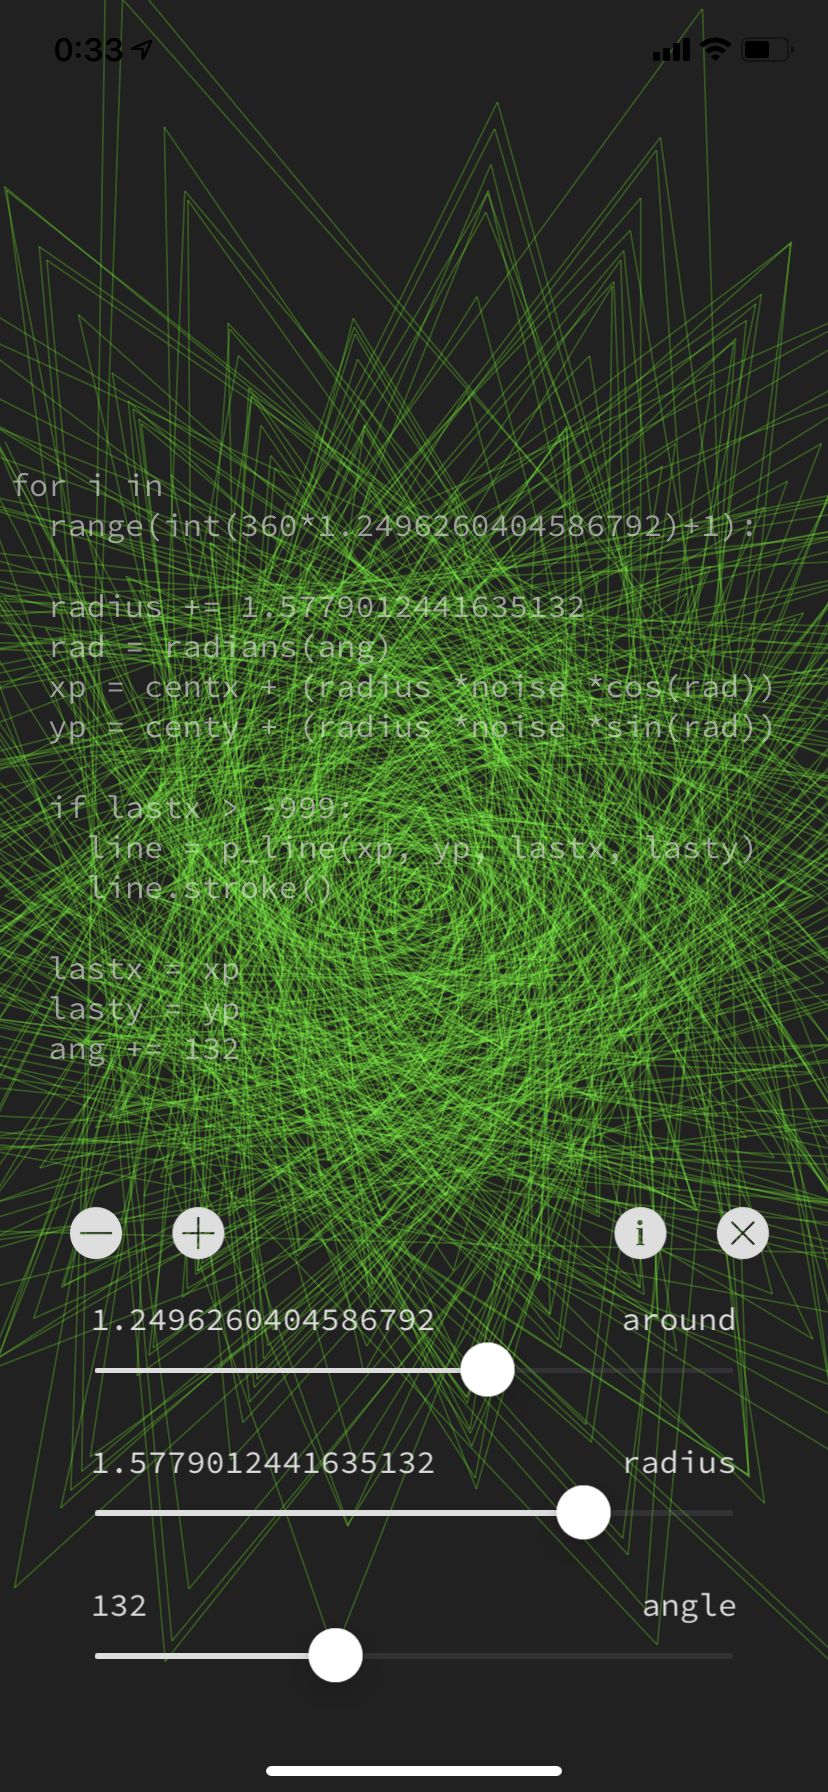 0:33
for i in
range(int(360*1.2496260404586792)+1):
radius += 1.5779012441635132
rad = radians(ang)
xp = centx + (radius *noise *cos(rad))
yp = centy + (radius *noise *sin(rad))
if lastx > -999:
line = p_line(xp, yp, lastx, lasty)
line.stroke()
lastx = xp
lasty = yp
ang += 132
i
1.2496260404586792 around
1.5779012441635132 radius
132 angle